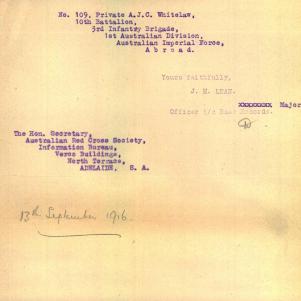 No. 109, Private A.J.C. Whitelaw,
10th Battalion,
3rd Infantry Brigade,
1st Australian Division,
Australian Imperial Force,
A b r o a d.
Yours faithfully,
J. M. LEAN.
xxxxxxxx Major
Officer i/c Base Records.
The Hon. Secretary,
Australian Red Cross Society,
Information Bureau,
Verco Buildings,
North Terrace,
ADELAIDE, S. A.
13th September 1916.